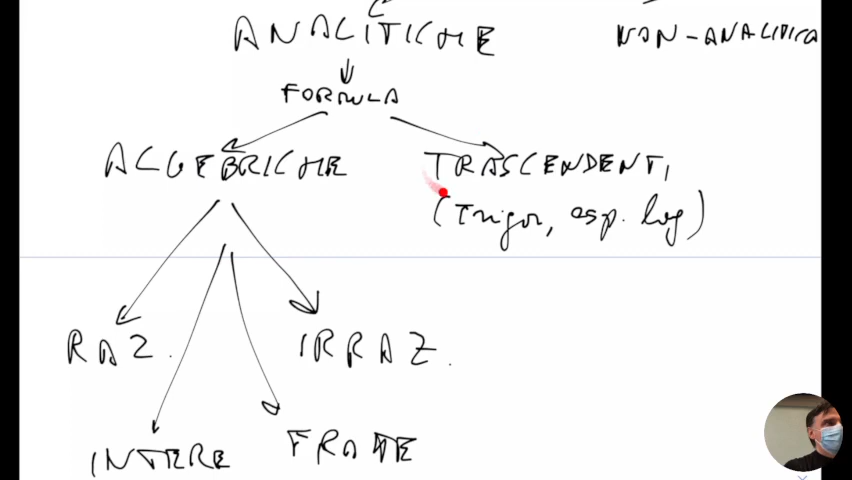 ANALITICHE NON-ANALITICA
FORMULA
ALGEBRICHE TRASCENDENTI
(Trigon, esp. log)
RAZ. IRRAZ.
INTERE FRATTE